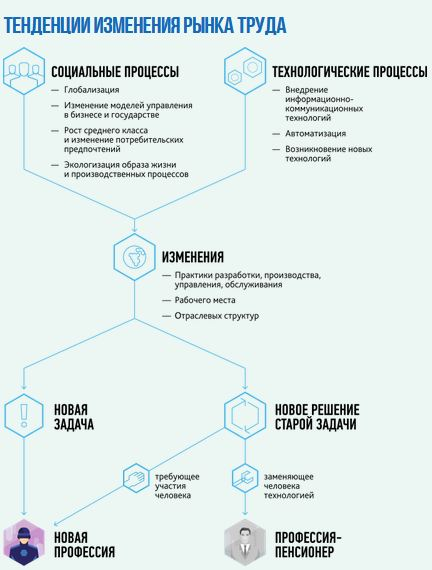 ТЕНДЕНЦИИ ИЗМЕНЕНИЯ РЫНКА ТРУДА
СОЦИАЛЬНЫЕ ПРОЦЕССЫ
— Глобализация
— Изменение моделей управления
в бизнесе и государстве
— Рост среднего класса
и изменение потребительских
предпочтений
— Экологизация образа жизни
и производственных процессов
ТЕХНОЛОГИЧЕСКИЕ ПРОЦЕССЫ
— Внедрение
информационно-
коммуникационных
технологий
— Автоматизация
— Возникновение новых
технологий
ИЗМЕНЕНИЯ
— Практики разработки, производства,
управления, обслуживания
— Рабочего места
— Отраслевых структур
НОВАЯ
ЗАДАЧА
НОВОЕ РЕШЕНИЕ
СТАРОЙ ЗАДАЧИ
требующее
участия
человека
заменяющее
человека
технологией
НОВАЯ
ПРОФЕССИЯ
ПРОФЕССИЯ-
ПЕНСИОНЕР